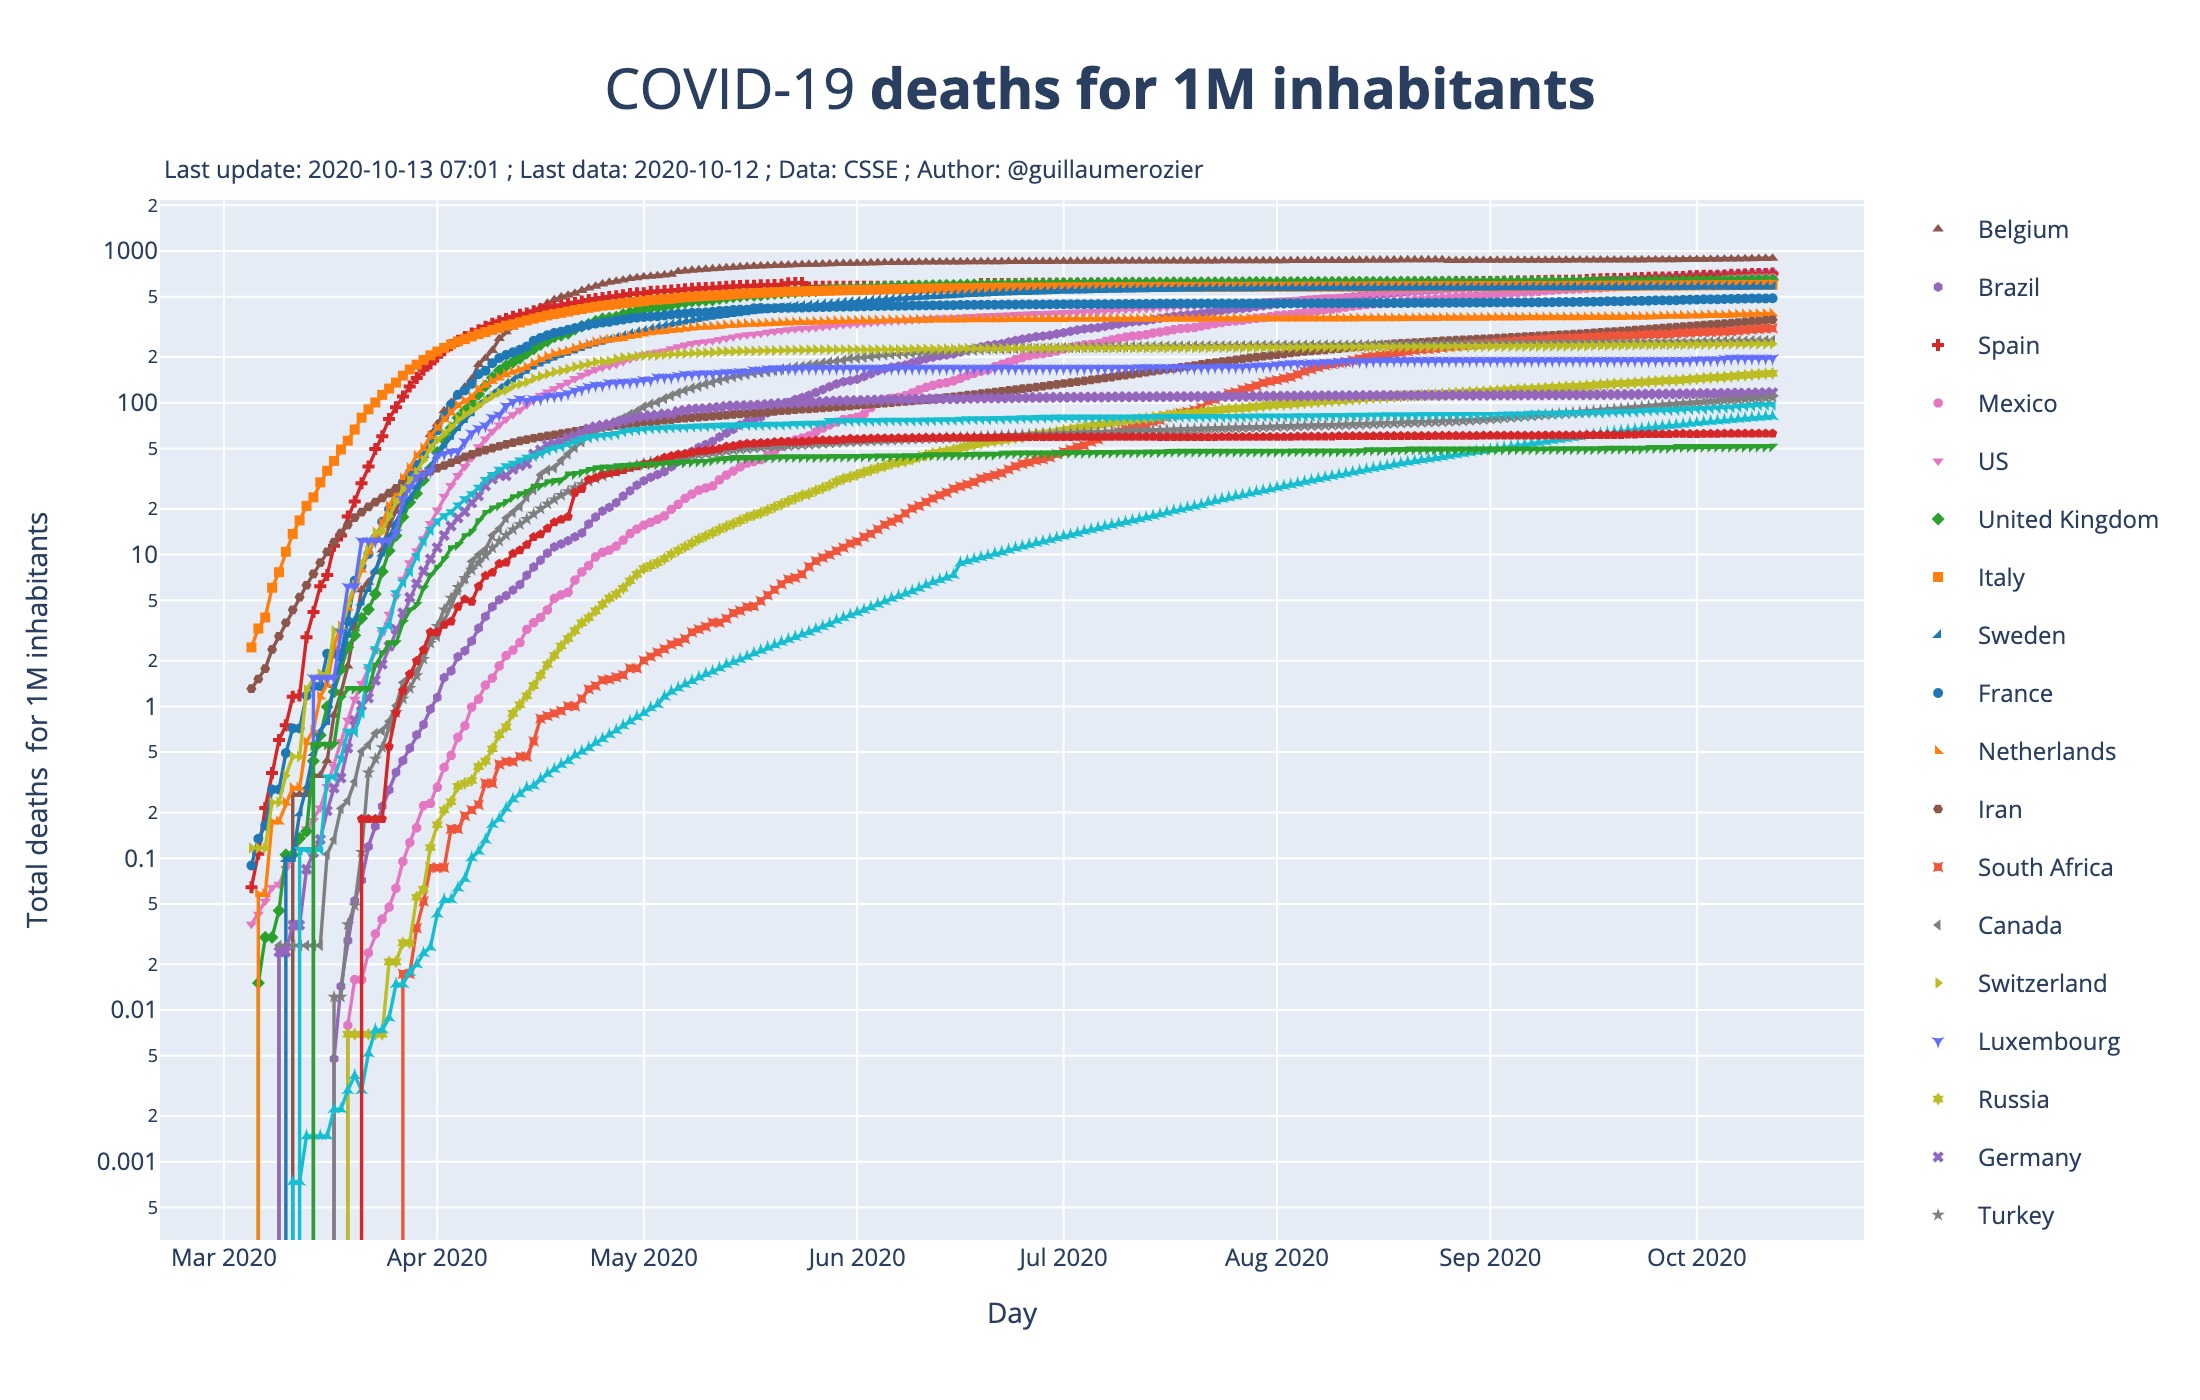 COVID-19 deaths for 1M inhabitants
Last update: 2020-10-13 07:01 ; Last data: 2020-10-12 ; Data: CSSE ; Author: @guillaumerozier
Total deaths for 1M inhabitants
2
1000
5
2
100
5
2
10
5
2
1
5
2
0.1
5
2
0.01
5
2
0.001
5
Mar 2020
Apr 2020
May 2020
Jun 2020
Jul 2020
Aug 2020
Sep 2020
Oct 2020
Day
Belgium
Brazil
Spain
Mexico
US
United Kingdom
Italy
Sweden
France
Netherlands
Iran
South Africa
Canada
Switzerland
Luxembourg
Russia
Germany
Turkey